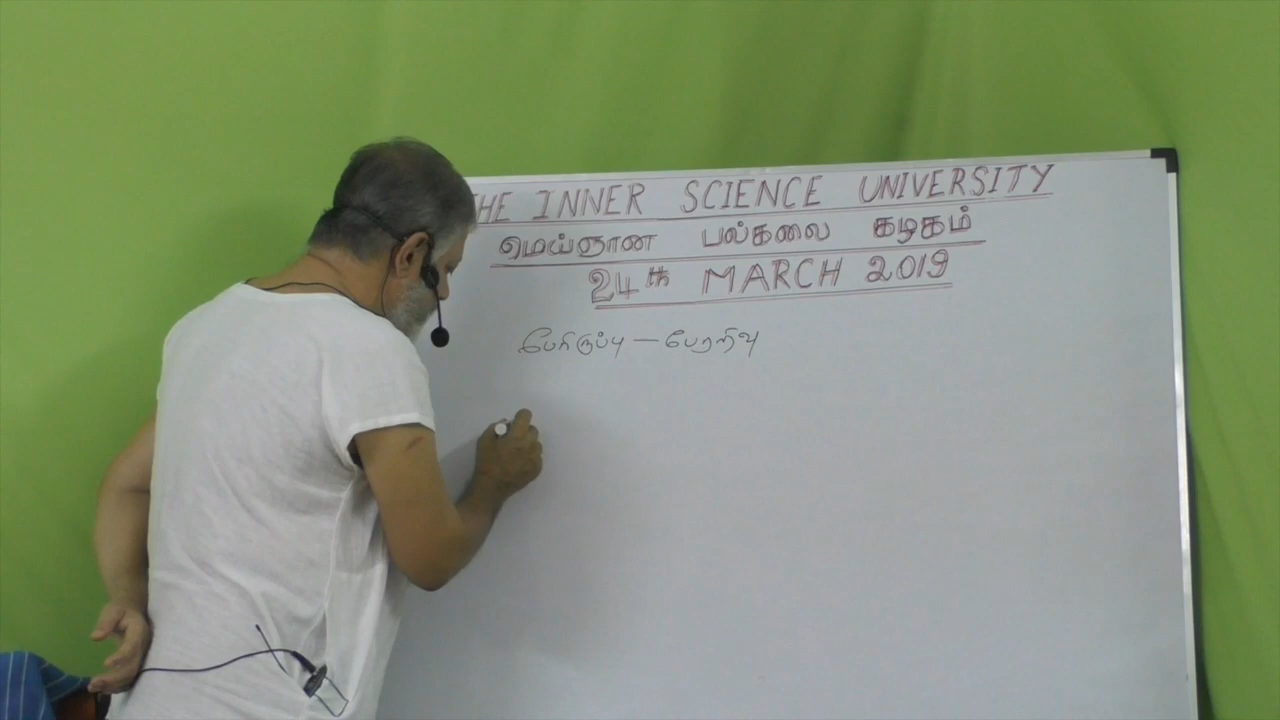 THE INNER SCIENCE UNIVERSITY
மெய்ஞான பல்கலை கழகம்
24th MARCH 2019
பேரிருப்பு — பேரறிவு